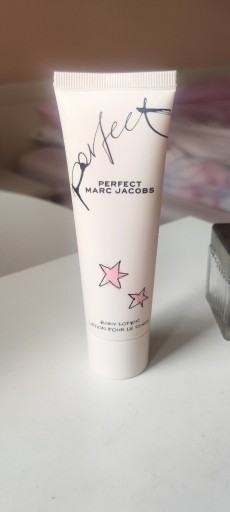 perfect
PERFECT
MARC JACOBS
BODY LOTION
LOTION POUR LE CORPS